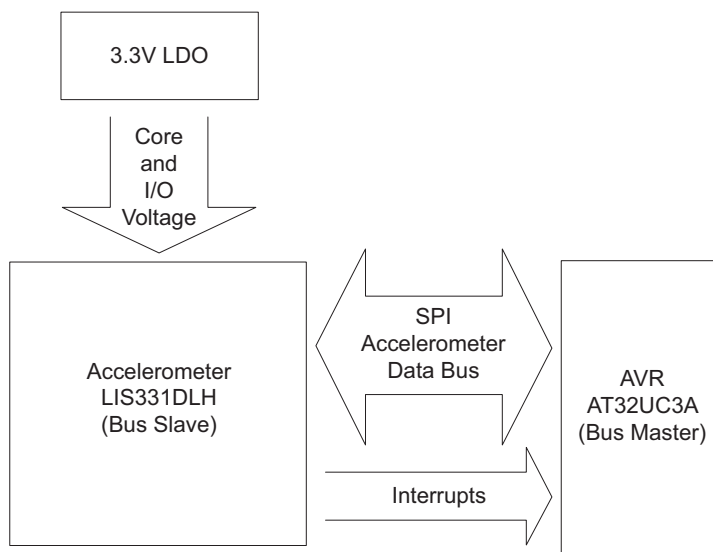 3.3V LDO
Core
and
I/O
Voltage
Accelerometer
LIS331DLH
(Bus Slave)
SPI
Accelerometer
Data Bus
AVR
AT32UC3A
(Bus Master)
Interrupts